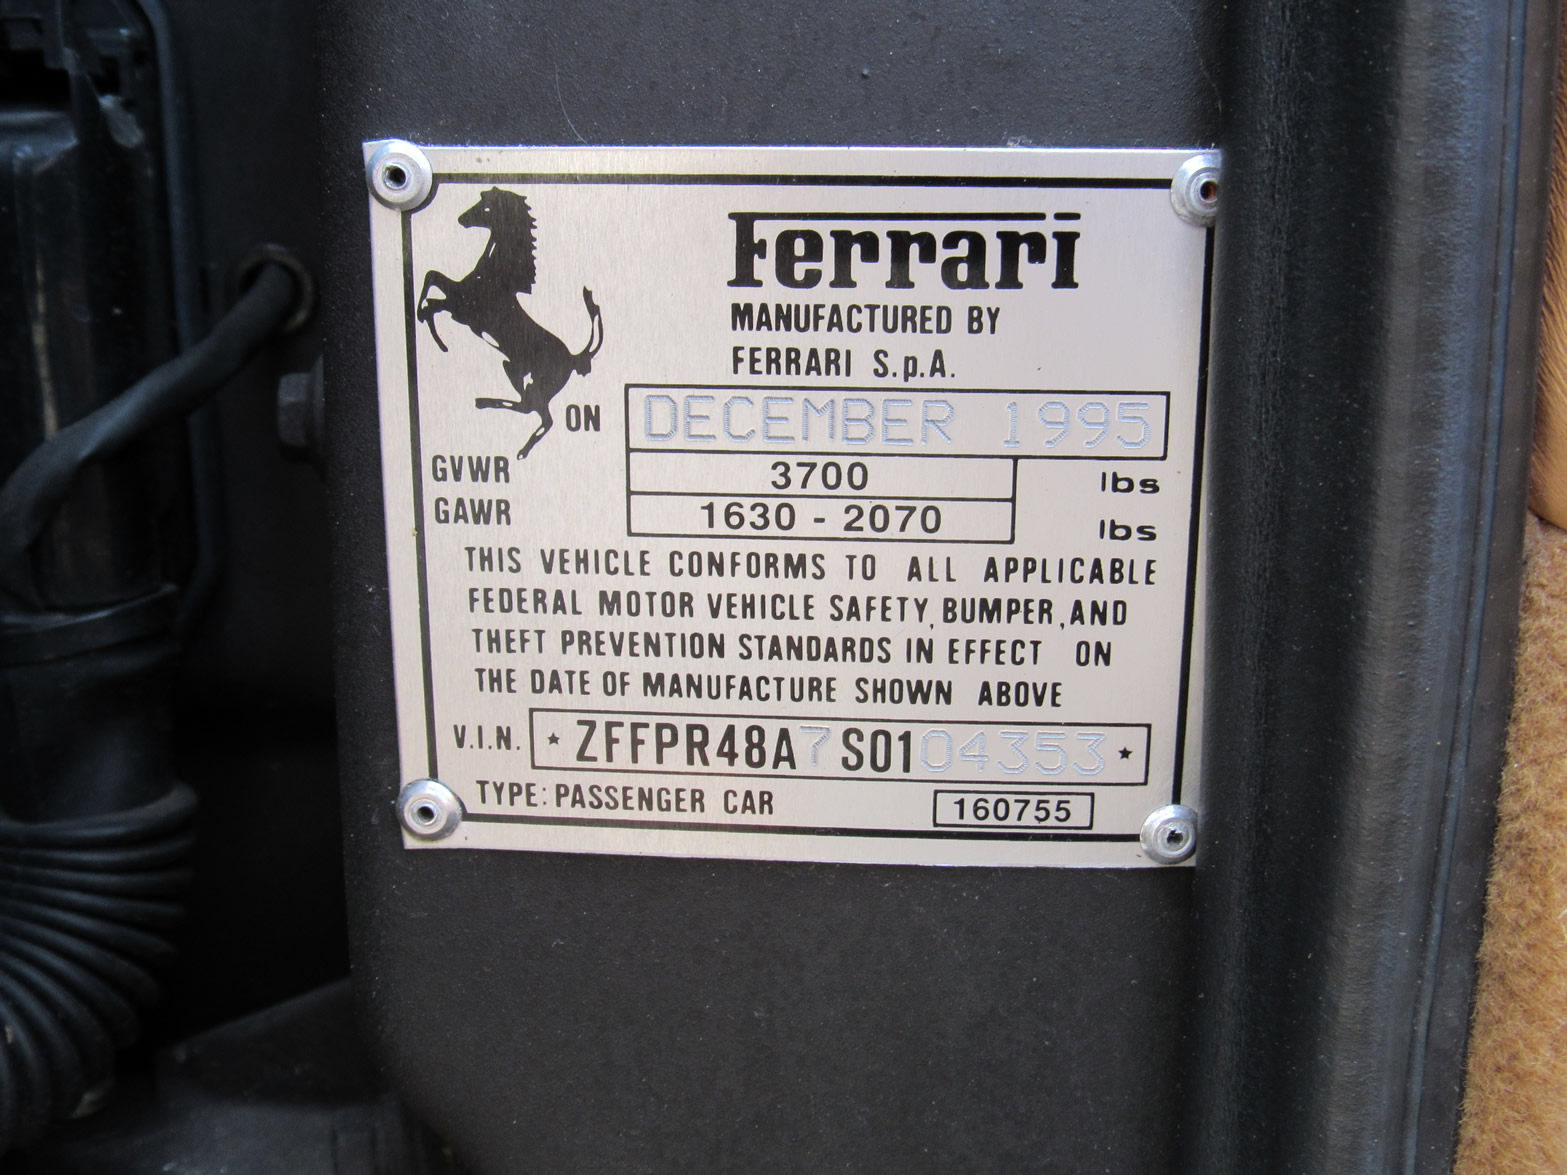 Ferrari
MANUFACTURED BY
FERRARI S.p.A.
ON DECEMBER 1995
GVWR 3700 lbs
GAWR 1630 - 2070 lbs
THIS VEHICLE CONFORMS TO ALL APPLICABLE
FEDERAL MOTOR VEHICLE SAFETY, BUMPER, AND
THEFT PREVENTION STANDARDS IN EFFECT ON
THE DATE OF MANUFACTURE SHOWN ABOVE
V.I.N. * ZFFPR48A7S0104353 *
TYPE: PASSENGER CAR 160755